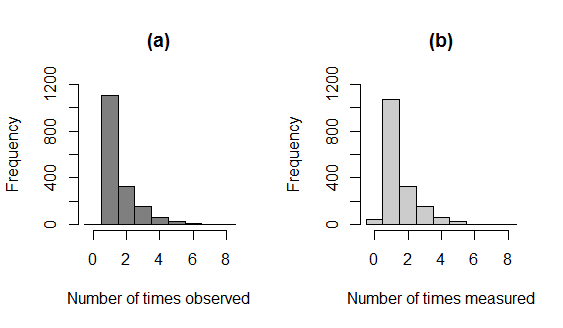 (a)
Frequency
1200
800
400
0
0 2 4 6 8
Number of times observed
(b)
Frequency
1200
800
400
0
0 2 4 6 8
Number of times measured